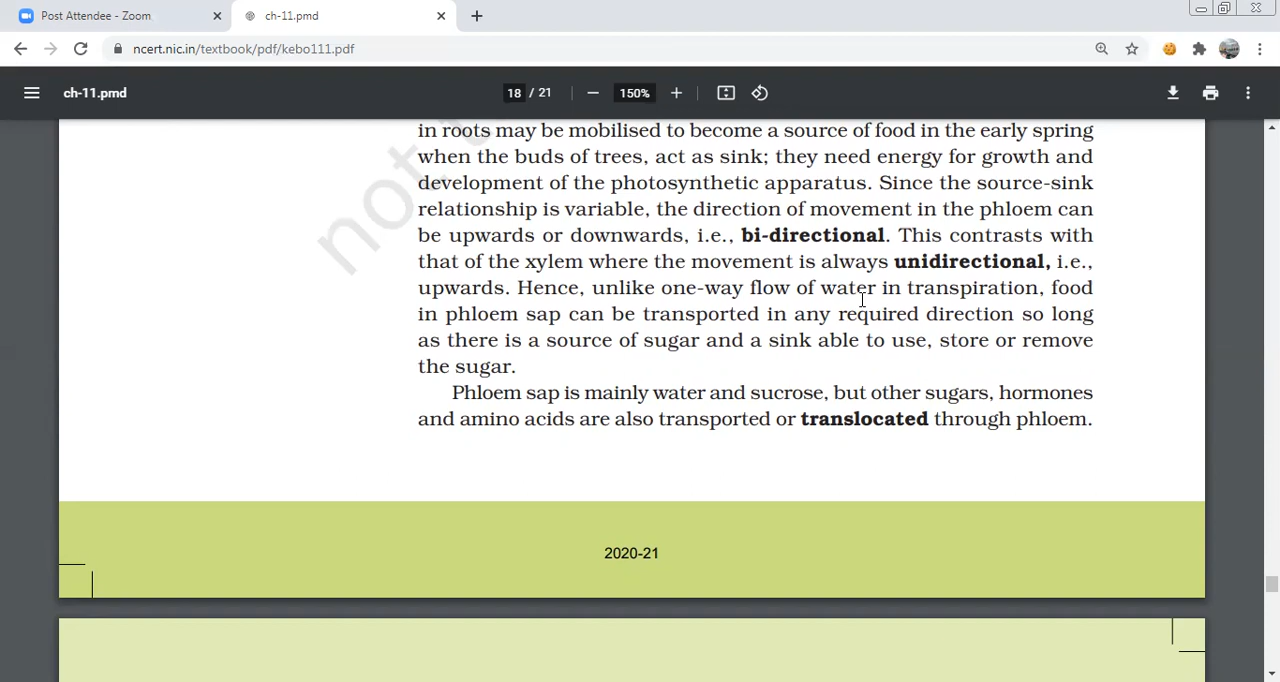 Post Attendee - Zoom
ch-11.pmd
ncert.nic.in/textbook/pdf/kebo111.pdf
ch-11.pmd
18 / 21
150%
in roots may be mobilised to become a source of food in the early spring
when the buds of trees, act as sink; they need energy for growth and
development of the photosynthetic apparatus. Since the source-sink
relationship is variable, the direction of movement in the phloem can
be upwards or downwards, i.e., bi-directional. This contrasts with
that of the xylem where the movement is always unidirectional, i.e.,
upwards. Hence, unlike one-way flow of water in transpiration, food
in phloem sap can be transported in any required direction so long
as there is a source of sugar and a sink able to use, store or remove
the sugar.
Phloem sap is mainly water and sucrose, but other sugars, hormones
and amino acids are also transported or translocated through phloem.
not
2020-21